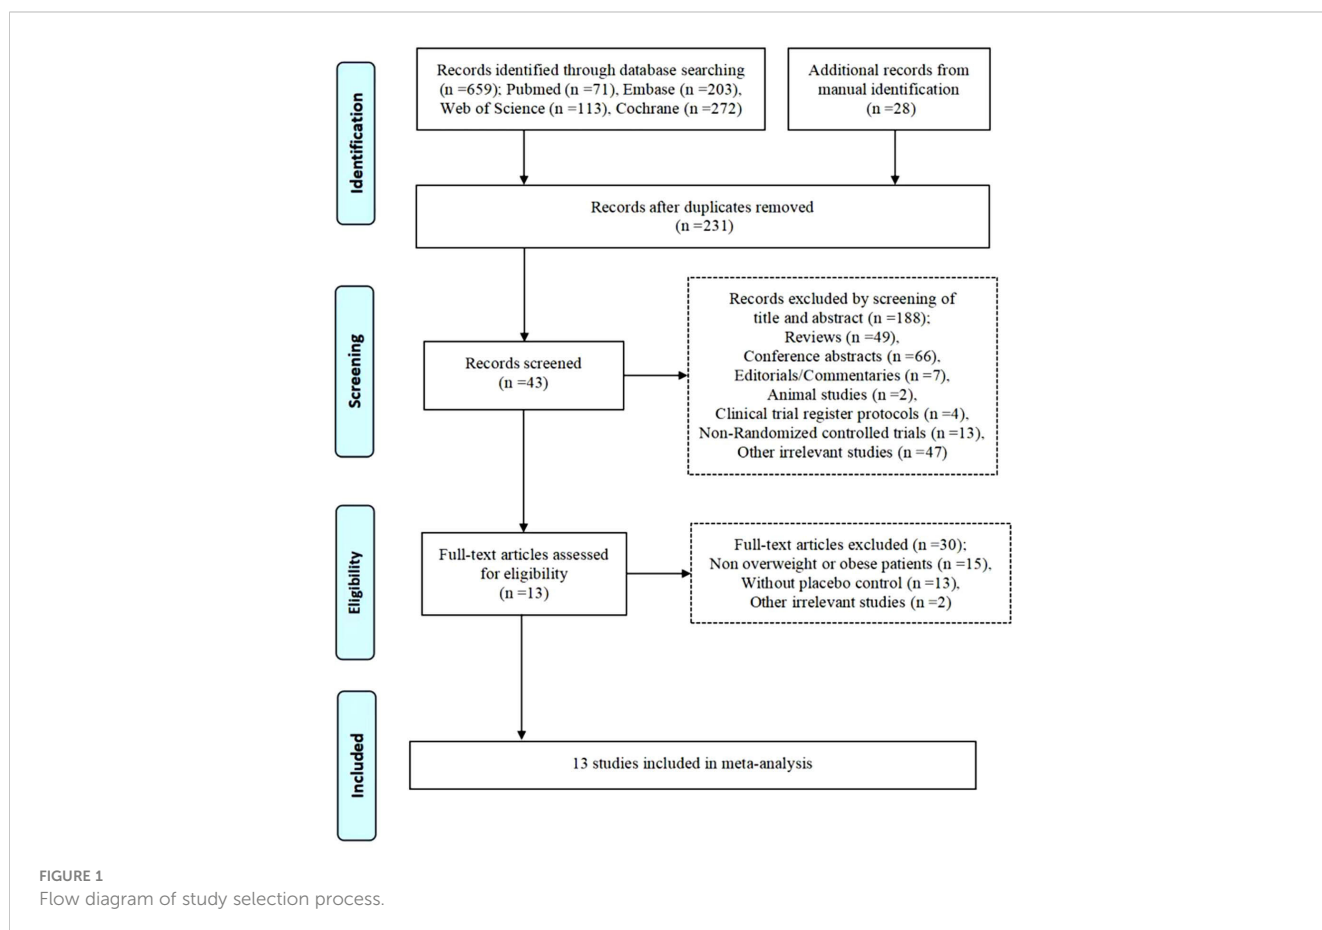 Identification
Records identified through database searching
(n =659); Pubmed (n =71), Embase (n =203),
Web of Science (n =113), Cochrane (n =272)
Additional records from
manual identification
(n =28)
Records after duplicates removed
(n =231)
Screening
Records screened
(n =43)
Records excluded by screening of
title and abstract (n =188);
Reviews (n =49),
Conference abstracts (n =66),
Editorials/Commentaries (n =7),
Animal studies (n =2),
Clinical trial register protocols (n =4),
Non-Randomized controlled trials (n =13),
Other irrelevant studies (n =47)
Eligibility
Full-text articles assessed
for eligibility
(n =13)
Full-text articles excluded (n =30);
Non overweight or obese patients (n =15),
Without placebo control (n =13),
Other irrelevant studies (n =2)
Included
13 studies included in meta-analysis
FIGURE 1
Flow diagram of study selection process.